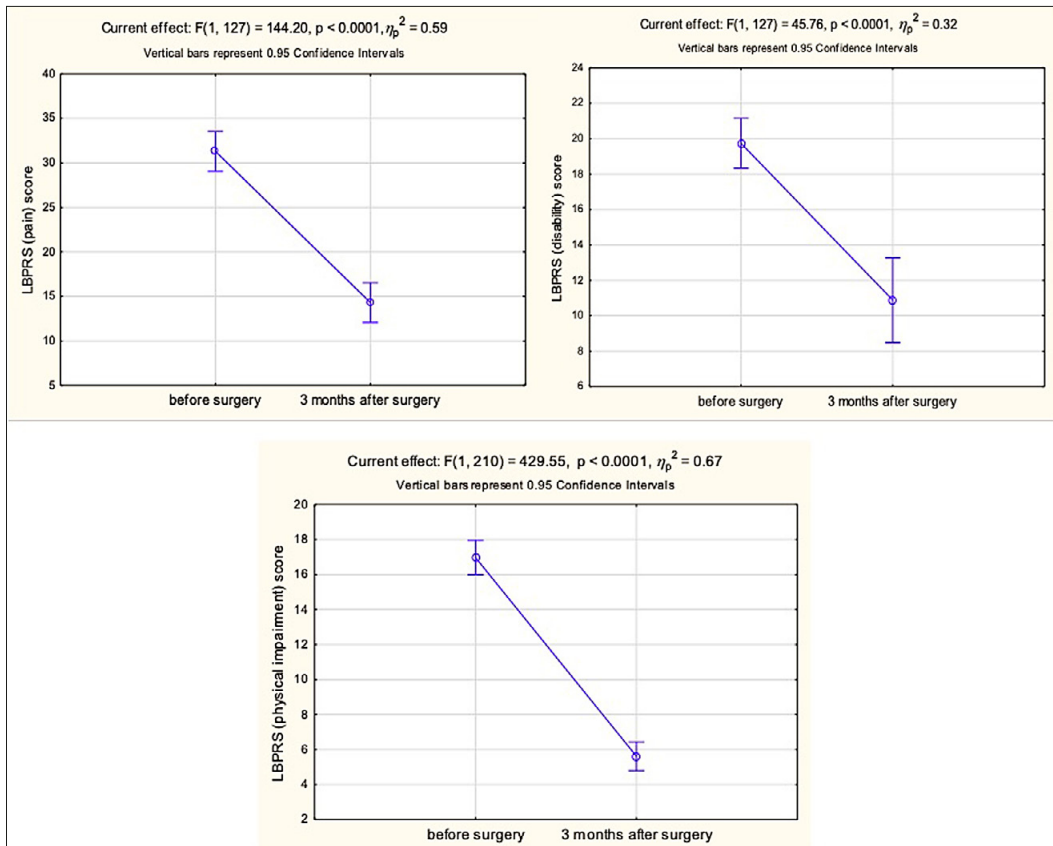 Current effect: F(1, 127) = 144.20, p < 0.0001, ηp² = 0.59
Vertical bars represent 0.95 Confidence Intervals
LBPRS (pain) score
40
35
30
25
20
15
10
5
before surgery 3 months after surgery
Current effect: F(1, 127) = 45.76, p < 0.0001, ηp² = 0.32
Vertical bars represent 0.95 Confidence Intervals
LBPRS (disability) score
24
22
20
18
16
14
12
10
8
6
before surgery 3 months after surgery
Current effect: F(1, 210) = 429.55, p < 0.0001, ηp² = 0.67
Vertical bars represent 0.95 Confidence Intervals
LBPRS (physical impairment) score
20
18
16
14
12
10
8
6
4
2
before surgery 3 months after surgery